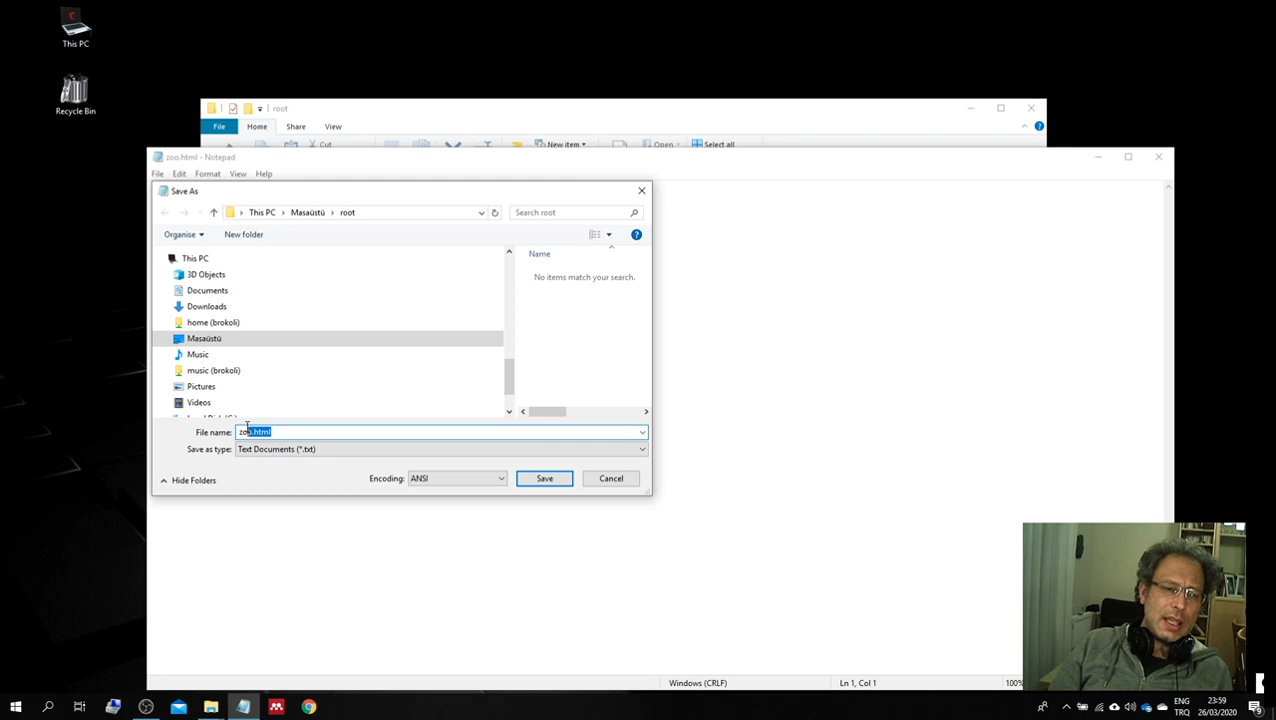 This PC
Recycle Bin
root
File Home Share View
Cut New item Open Select all
zoo.html - Notepad
File Edit Format View Help
Save As
This PC Masaüstü root
Search root
Organise New folder
This PC
3D Objects
Documents
Downloads
home (brokoli)
Masaüstü
Music
music (brokoli)
Pictures
Videos
Name
No items match your search.
File name: zoo.html
Save as type: Text Documents (*.txt)
Hide Folders
Encoding: ANSI Save Cancel
Windows (CRLF) Ln 1, Col 1 100%
ENG 23:59
TRQ 26/03/2020